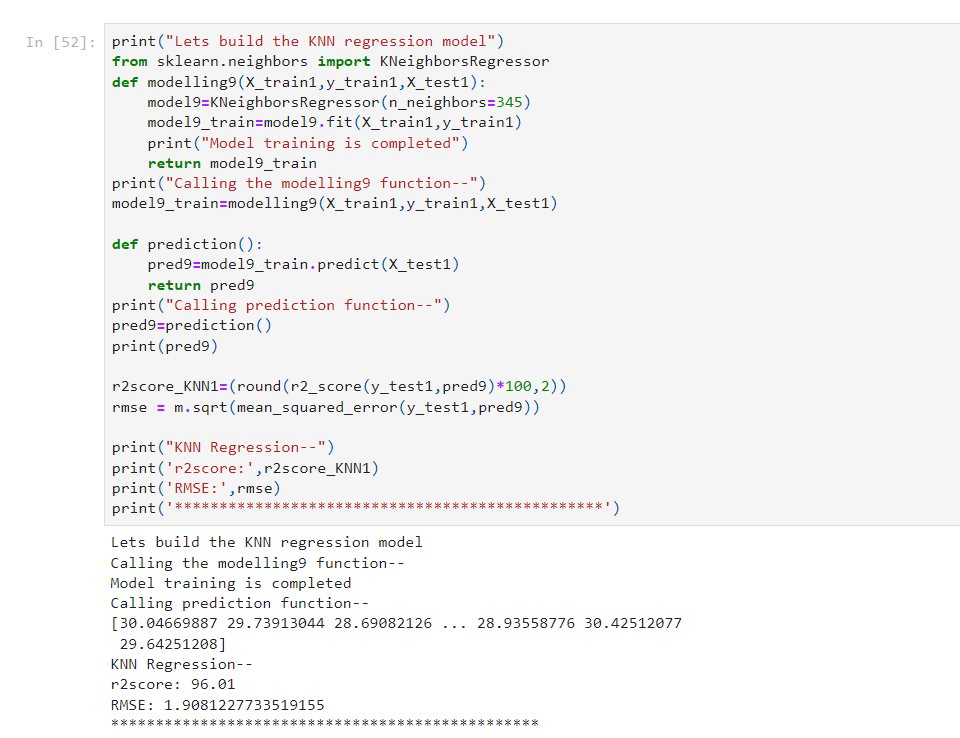 In [52]:
print("Lets build the KNN regression model")
from sklearn.neighbors import KNeighborsRegressor
def modelling9(X_train1,y_train1,X_test1):
    model9=KNeighborsRegressor(n_neighbors=345)
    model9_train=model9.fit(X_train1,y_train1)
    print("Model training is completed")
    return model9_train
print("Calling the modelling9 function--")
model9_train=modelling9(X_train1,y_train1,X_test1)

def prediction():
    pred9=model9_train.predict(X_test1)
    return pred9
print("Calling prediction function--")
pred9=prediction()
print(pred9)

r2score_KNN1=(round(r2_score(y_test1,pred9)*100,2))
rmse = m.sqrt(mean_squared_error(y_test1,pred9))

print("KNN Regression--")
print('r2score:',r2score_KNN1)
print('RMSE:',rmse)
print('************************************************')
Lets build the KNN regression model
Calling the modelling9 function--
Model training is completed
Calling prediction function--
[30.04669887 29.73913044 28.69082126 ... 28.93558776 30.42512077
 29.64251208]
KNN Regression--
r2score: 96.01
RMSE: 1.9081227733519155
************************************************